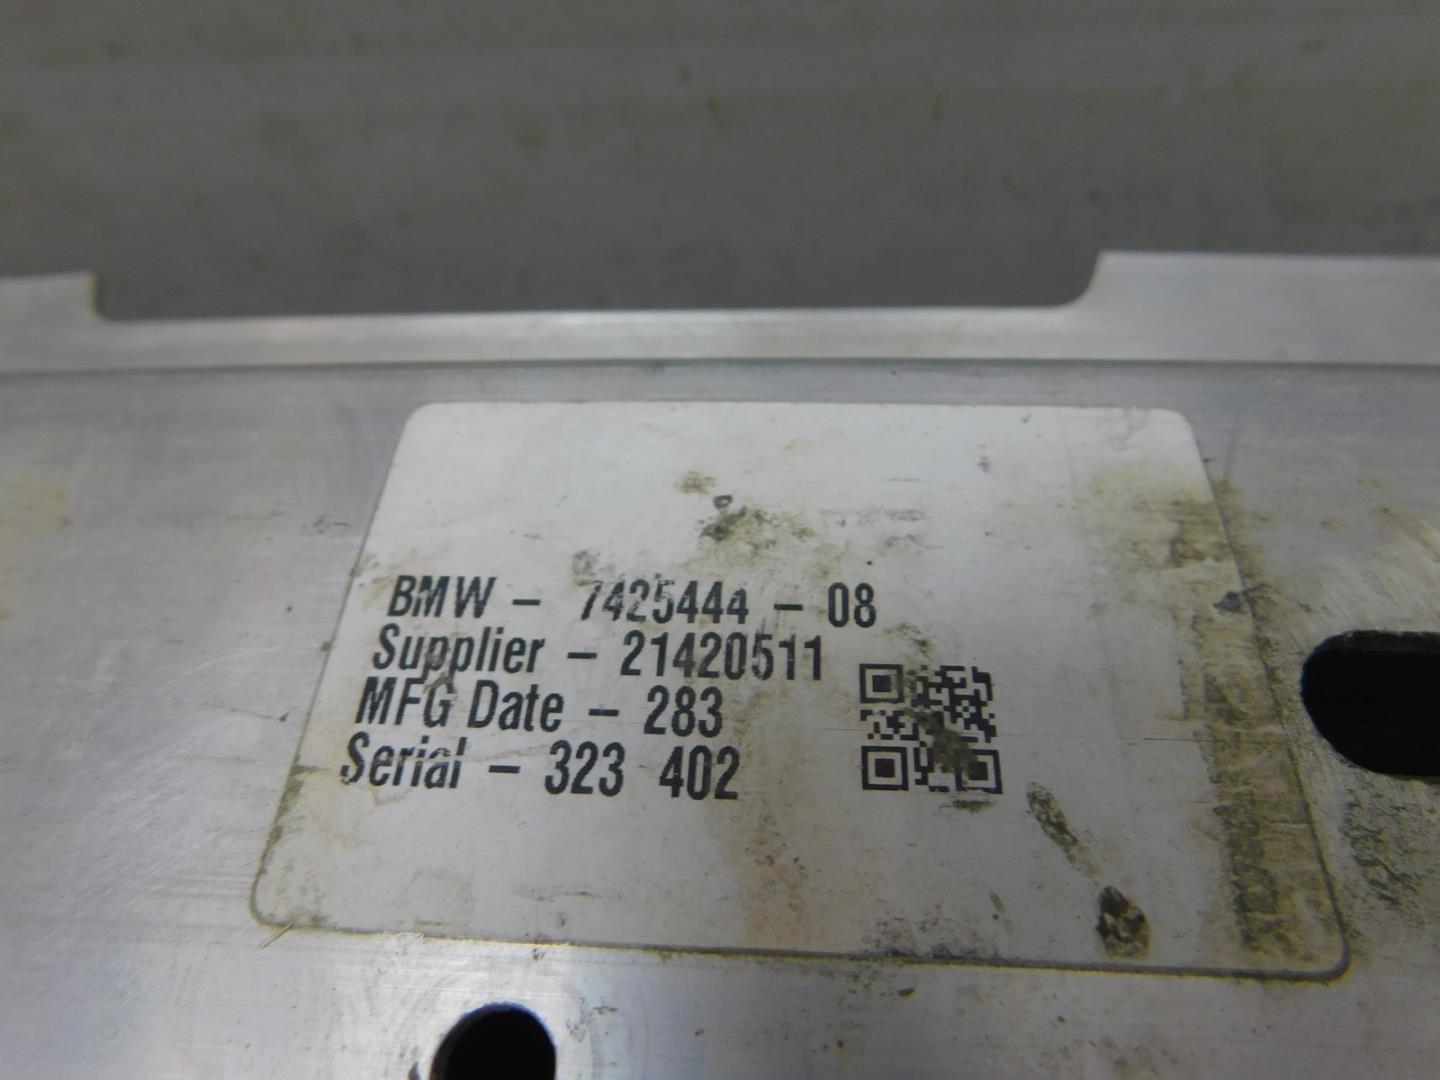 BMW - 7425444 - 08
Supplier - 21420511
MFG Date - 283
Serial - 323 402